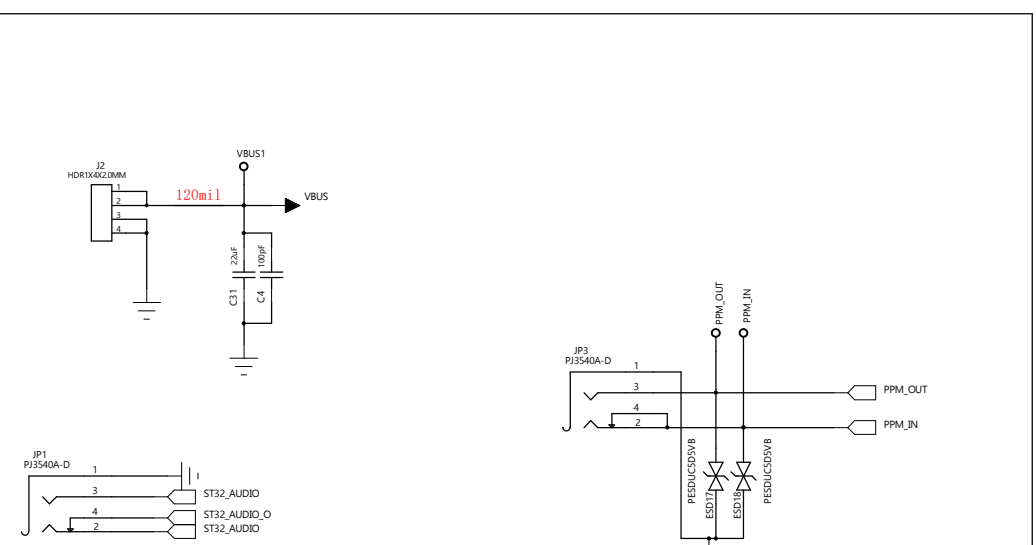 VBUS1
J2
HDR1X4X2.0MM
1
2
3
4
120mil
VBUS
22uF
100pF
C31
C4
PPM_OUT
PPM_IN
JP3
PJ3540A-D
1
3
4
2
PPM_OUT
PPM_IN
PESDUC5D5VB
ESD17
ESD18
PESDUC5D5VB
JP1
PJ3540A-D
1
3
4
2
ST32_AUDIO
ST32_AUDIO_O
ST32_AUDIO